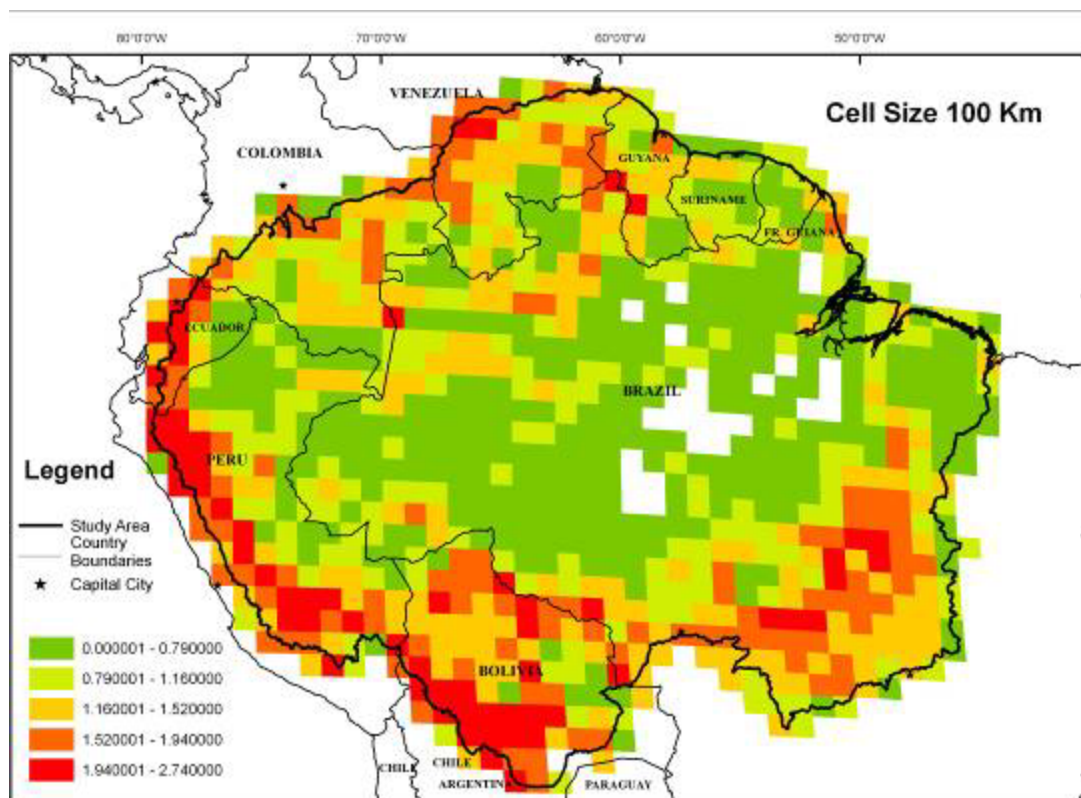 80°0'0"W 70°0'0"W 60°0'0"W 50°0'0"W
VENEZUELA
Cell Size 100 Km
COLOMBIA
GUYANA
SURINAME
FR. GUIANA
ECUADOR
BRAZIL
PERU
Legend
Study Area
Country
Boundaries
Capital City
0.000001 - 0.790000
0.790001 - 1.160000
1.160001 - 1.520000
1.520001 - 1.940000
1.940001 - 2.740000
BOLIVIA
CHILE
CHILE
ARGENTIN
PARAGUAY